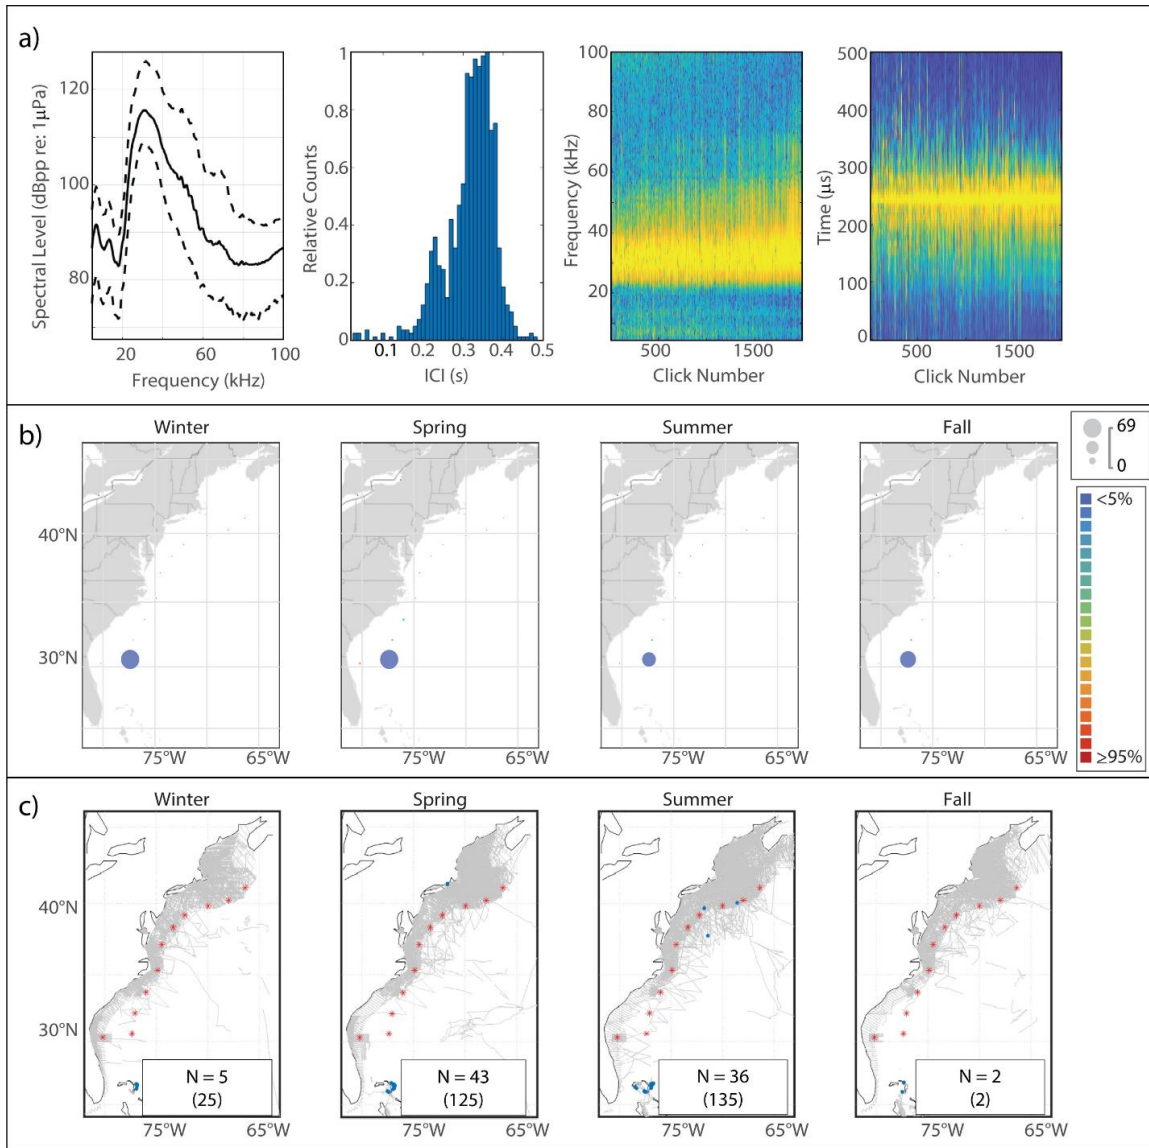 a)
Spectral Level (dBpp re: 1µPa)
120
100
80
20 60 100
Frequency (kHz)
Relative Counts
1
0.8
0.6
0.4
0.2
0
0.1 0.2 0.3 0.4 0.5
ICI (s)
Frequency (kHz)
100
80
60
40
20
500 1500
Click Number
Time (µs)
500
400
300
200
100
0
500 1500
Click Number
b)
Winter Spring Summer Fall
69
0
<5%
≥95%
40°N
30°N
75°W 65°W 75°W 65°W 75°W 65°W 75°W 65°W
c)
Winter Spring Summer Fall
40°N
30°N
N = 5
(25)
N = 43
(125)
N = 36
(135)
N = 2
(2)
75°W 65°W 75°W 65°W 75°W 65°W 75°W 65°W